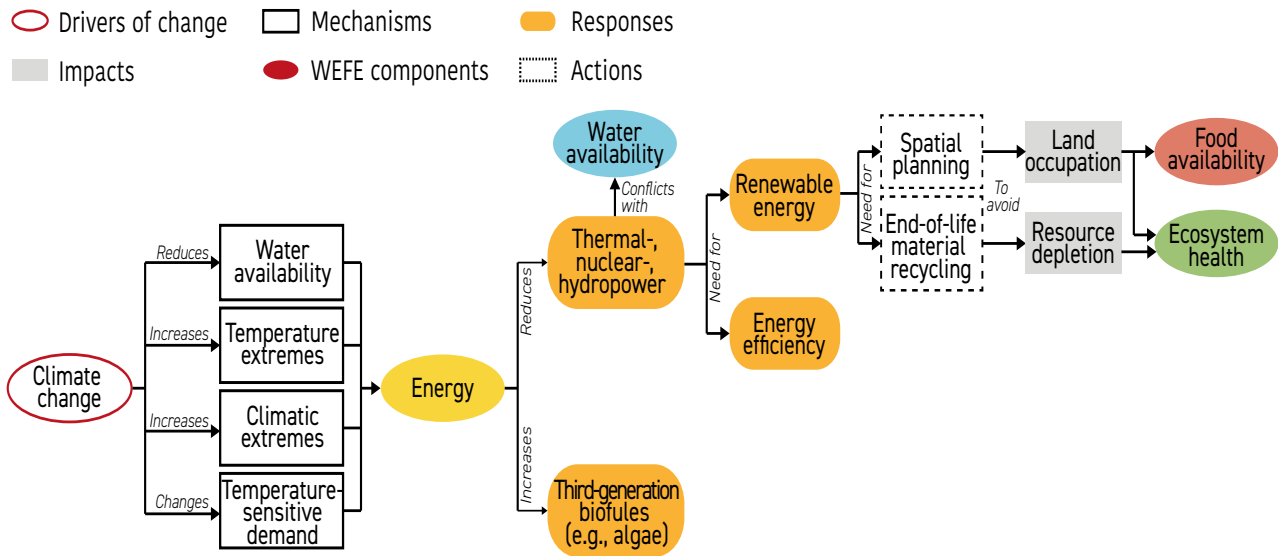 Drivers of change
Mechanisms
Responses
Impacts
WEFE components
Actions
Climate
change
Reduces
Increases
Increases
Changes
Water
availability
Temperature
extremes
Climatic
extremes
Temperature-
sensitive
demand
Energy
Reduces
Increases
Water
availability
Conflicts
with
Thermal-,
nuclear-,
hydropower
Third-generation
biofules
(e.g., algae)
Need for
Renewable
energy
Energy
efficiency
Need for
Spatial
planning
End-of-life
material
recycling
To
avoid
Land
occupation
Resource
depletion
Food
availability
Ecosystem
health